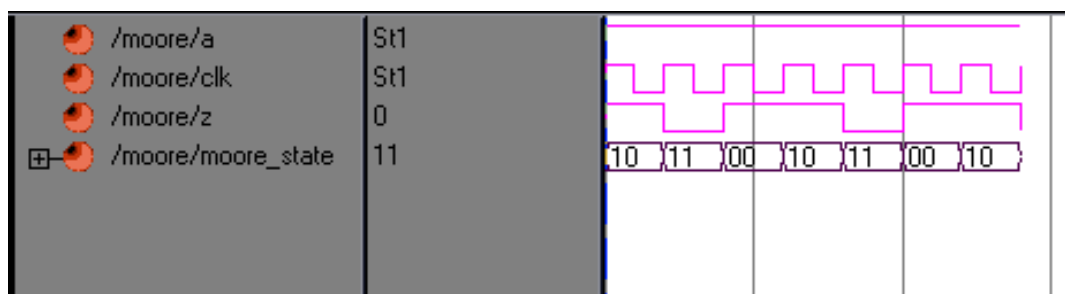 /moore/a St1
/moore/clk St1
/moore/z 0
/moore/moore_state 11 10 11 00 10 11 00 10